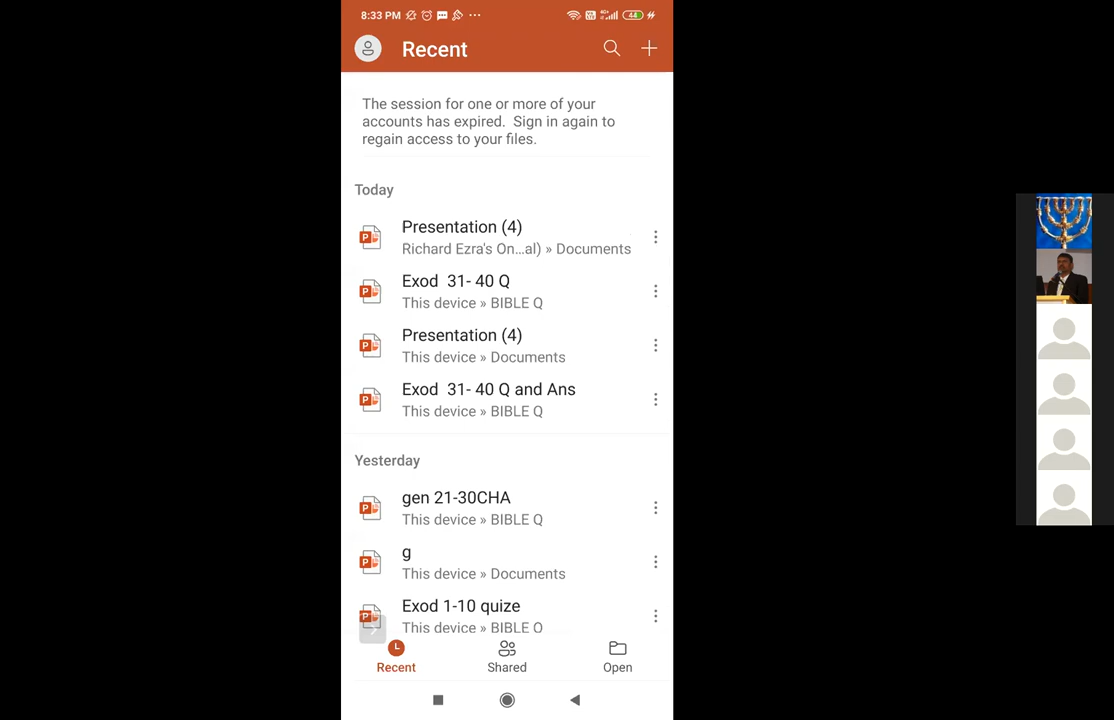 8:33 PM
44
Recent
The session for one or more of your
accounts has expired. Sign in again to
regain access to your files.
Today
Presentation (4)
Richard Ezra's On...al) » Documents
Exod 31- 40 Q
This device » BIBLE Q
Presentation (4)
This device » Documents
Exod 31- 40 Q and Ans
This device » BIBLE Q
Yesterday
gen 21-30CHA
This device » BIBLE Q
g
This device » Documents
Exod 1-10 quize
This device » BIBLE Q
Recent
Shared
Open